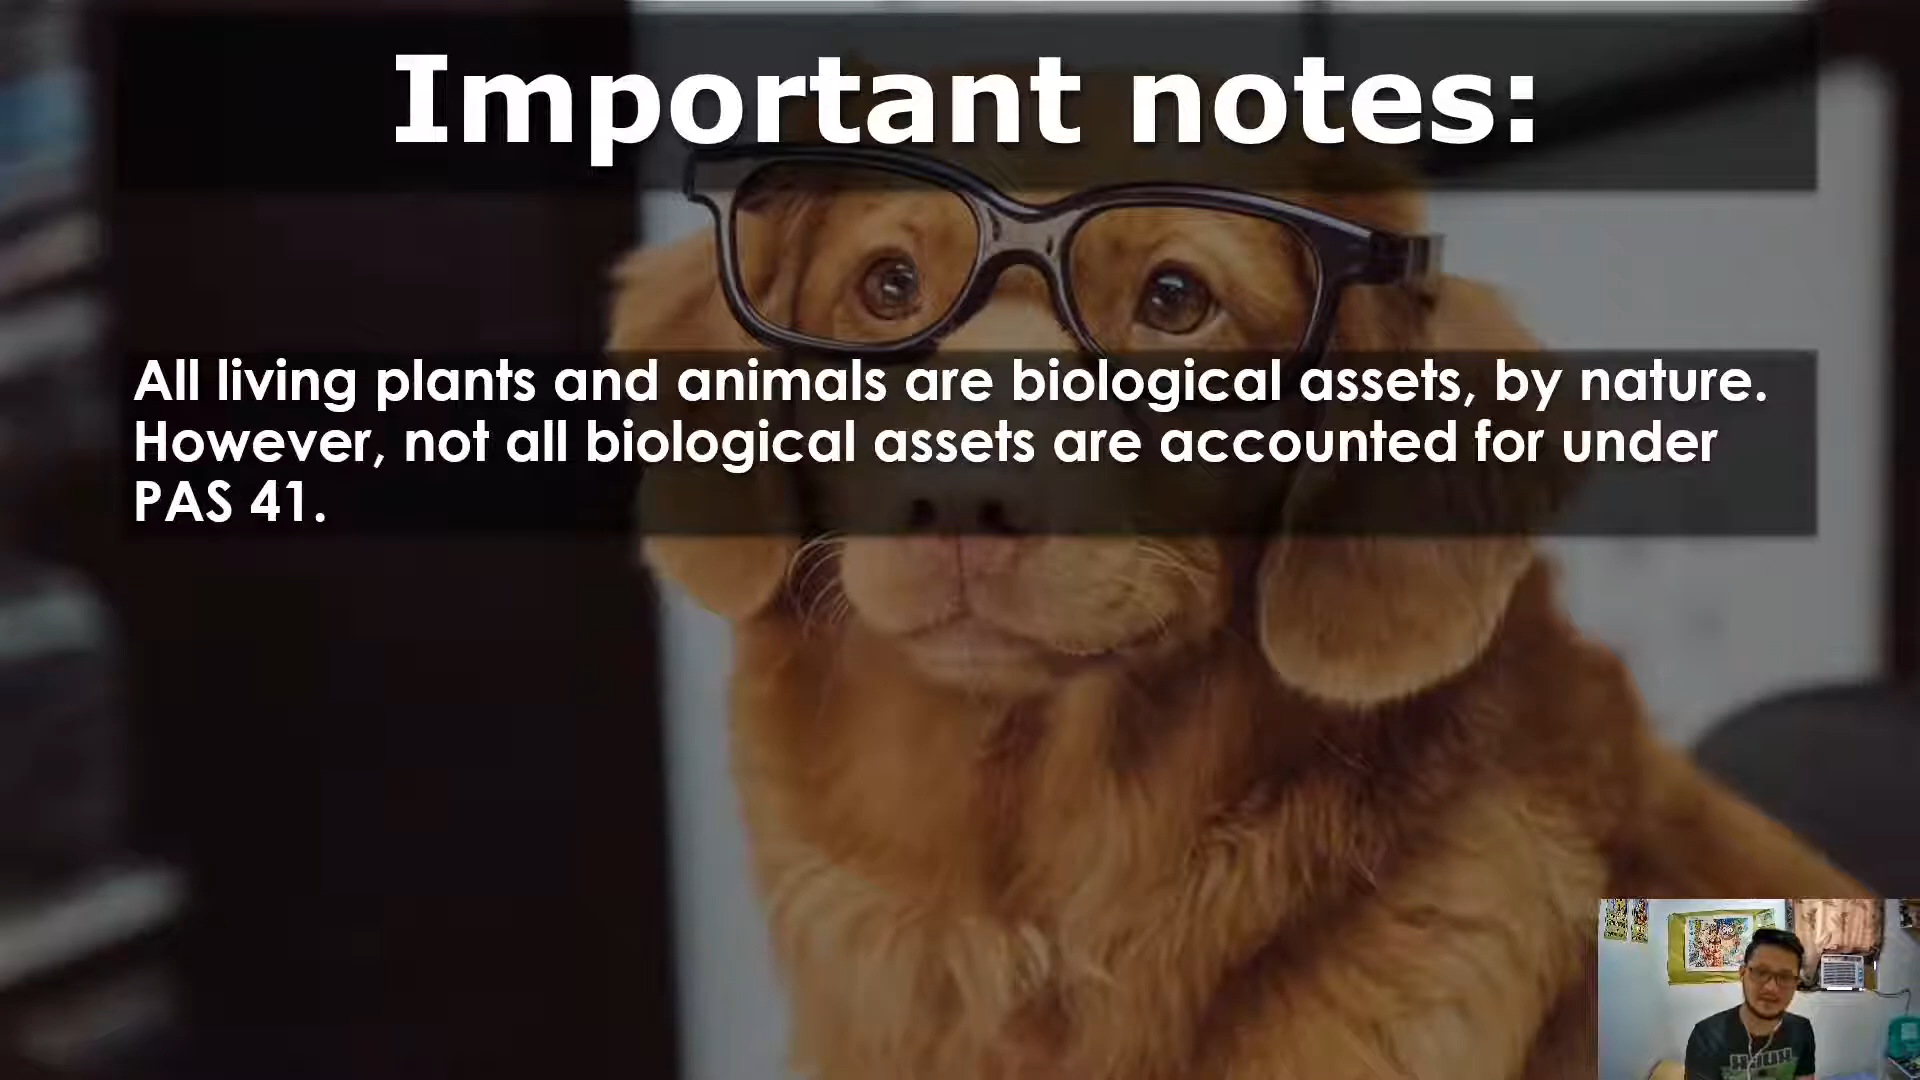 Important notes:
All living plants and animals are biological assets, by nature.
However, not all biological assets are accounted for under
PAS 41.